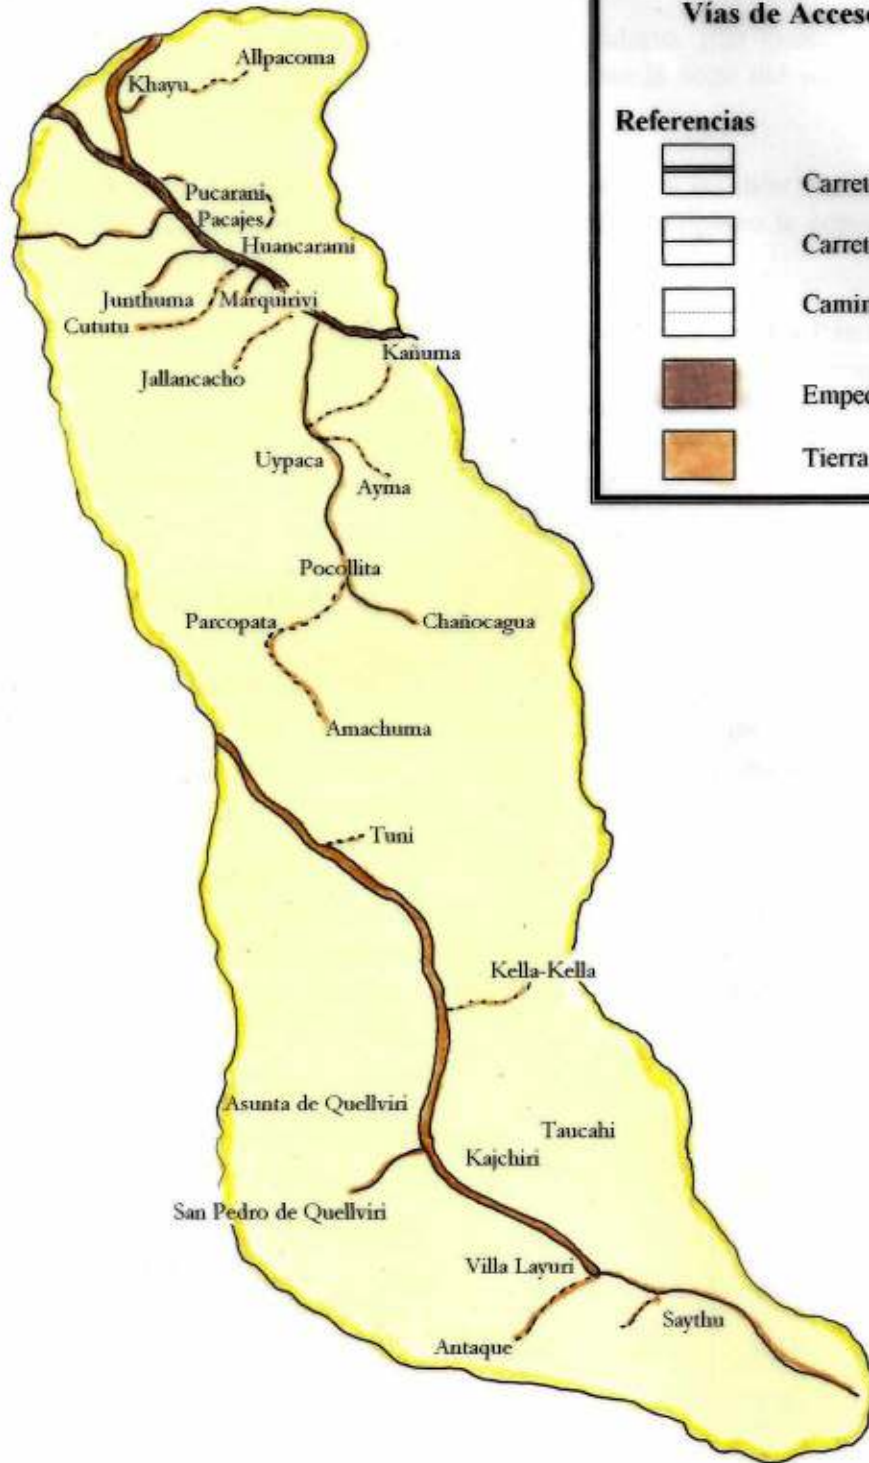 Vías de Acceso
Referencias
Carret
Carret
Camin
Emped
Tierra
Allpacoma
Khayu
Pucarani
Pacajes
Huancarami
Junthuma
Marquirivi
Cututu
Kañuma
Jallancacho
Uypaca
Ayma
Pocollita
Parcopata
Chañocagua
Amachuma
Tuni
Kella-Kella
Asunta de Quellviri
Taucahi
Kajchiri
San Pedro de Quellviri
Villa Layuri
Saythu
Antaque